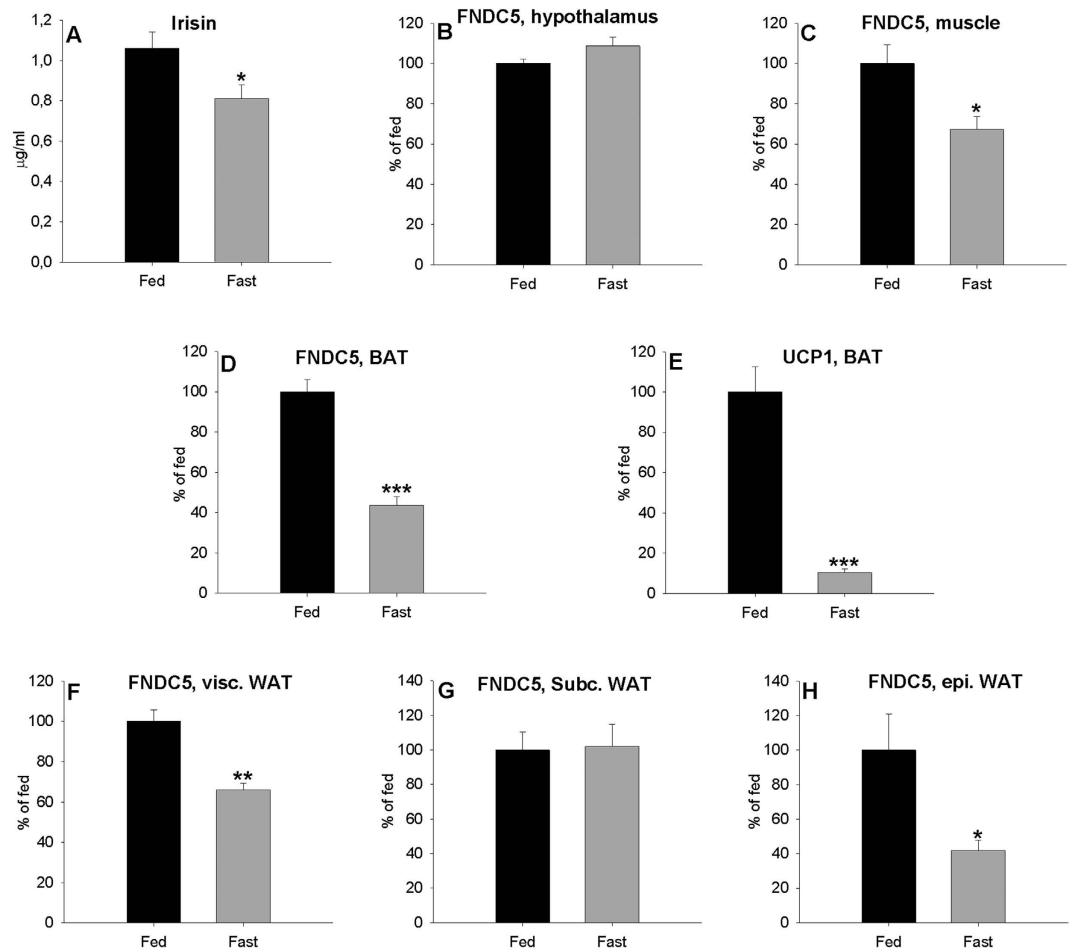 A
Irisin
1,2
1,0
0,8
0,6
0,4
0,2
0,0
µg/ml
*
Fed
Fast
B
FNDC5, hypothalamus
120
100
80
60
40
20
0
% of fed
Fed
Fast
C
FNDC5, muscle
120
100
80
60
40
20
0
% of fed
*
Fed
Fast
D
FNDC5, BAT
120
100
80
60
40
20
0
% of fed
***
Fed
Fast
E
UCP1, BAT
120
100
80
60
40
20
0
% of fed
***
Fed
Fast
F
FNDC5, visc. WAT
120
100
80
60
40
20
0
% of fed
**
Fed
Fast
G
FNDC5, Subc. WAT
140
120
100
80
60
40
20
0
% of fed
Fed
Fast
H
FNDC5, epi. WAT
140
120
100
80
60
40
20
0
% of fed
*
Fed
Fast